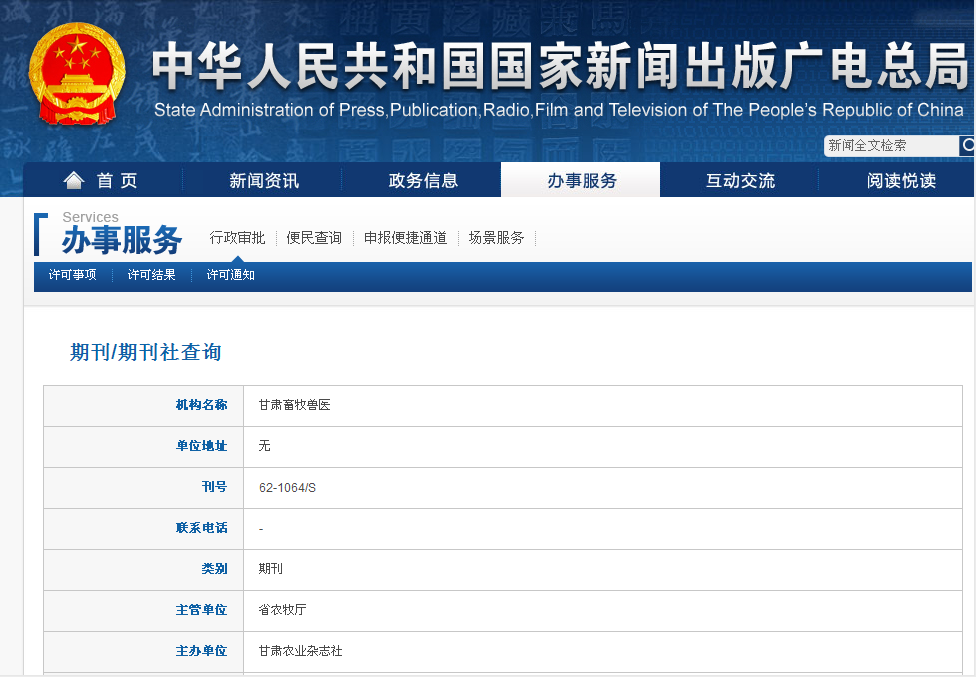 中华人民共和国国家新闻出版广电总局
State Administration of Press,Publication,Radio,Film and Television of The People's Republic of China
新闻全文检索
首页 新闻资讯 政务信息 办事服务 互动交流 阅读悦读
Services
办事服务 行政审批 便民查询 申报便捷通道 场景服务
许可事项 许可结果 许可通知
期刊/期刊社查询
机构名称 甘肃畜牧兽医
单位地址 无
刊号 62-1064/S
联系电话 -
类别 期刊
主管单位 省农牧厅
主办单位 甘肃农业杂志社